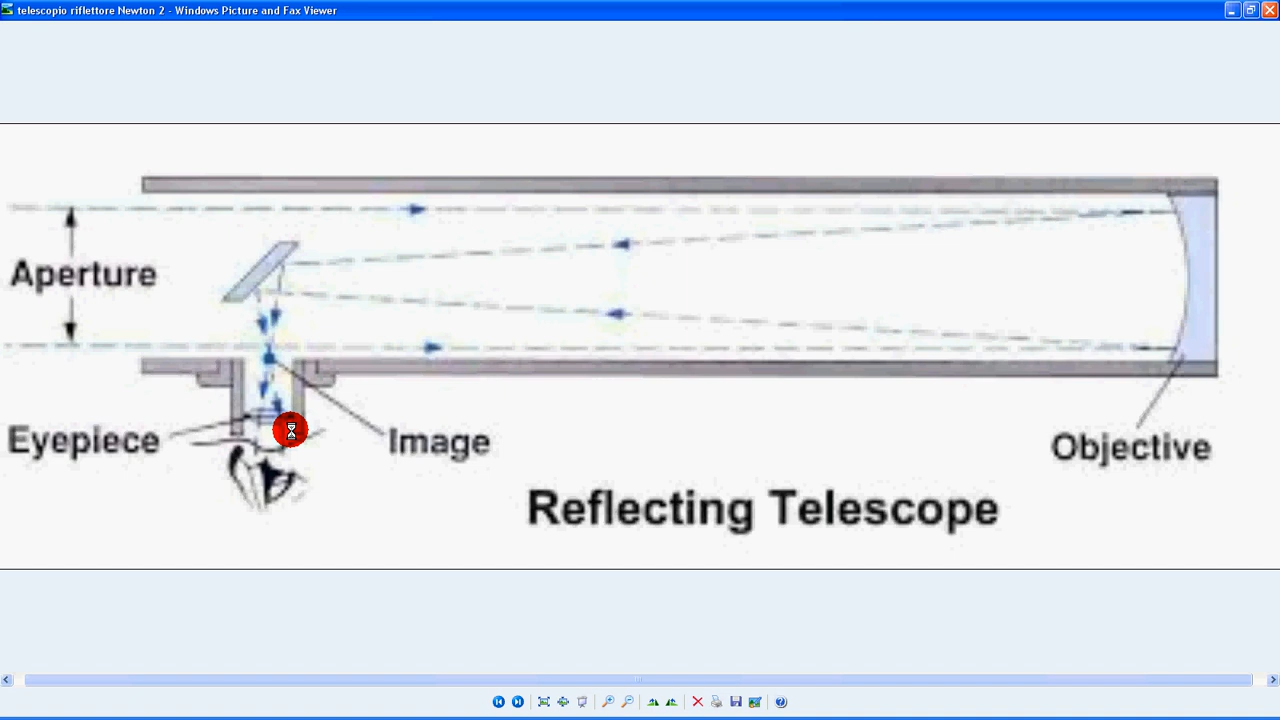 telescopio riflettore Newton 2 - Windows Picture and Fax Viewer
Aperture
Eyepiece
Image
Objective
Reflecting Telescope